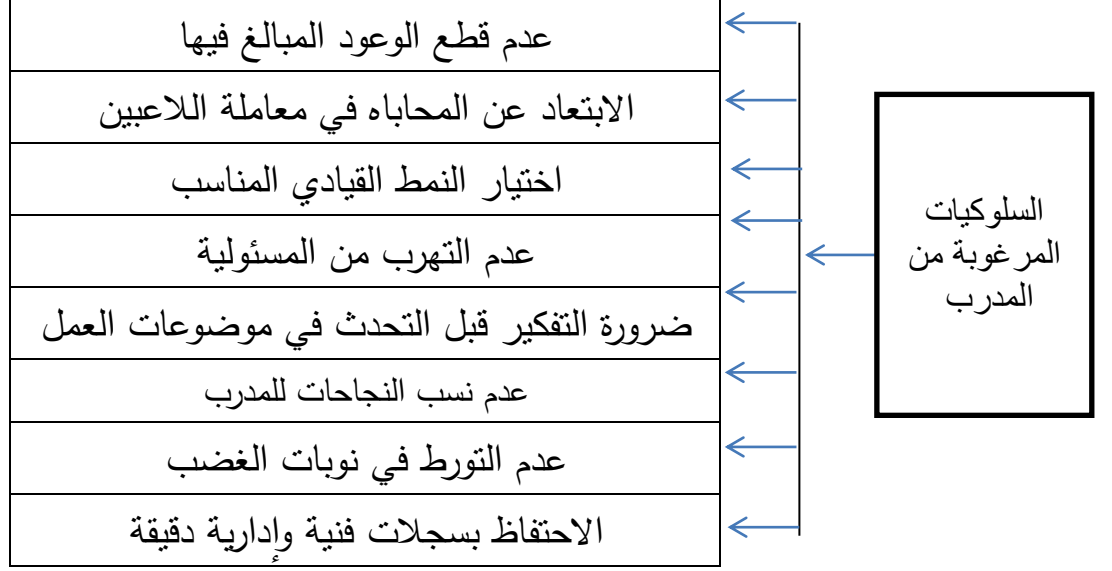 السلوكيات
المرغوبة من
المدرب
عدم قطع الوعود المبالغ فيها
الابتعاد عن المحاباه في معاملة اللاعبين
اختيار النمط القيادي المناسب
عدم التهرب من المسئولية
ضرورة التفكير قبل التحدث في موضوعات العمل
عدم نسب النجاحات للمدرب
عدم التورط في نوبات الغضب
الاحتفاظ بسجلات فنية وإدارية دقيقة